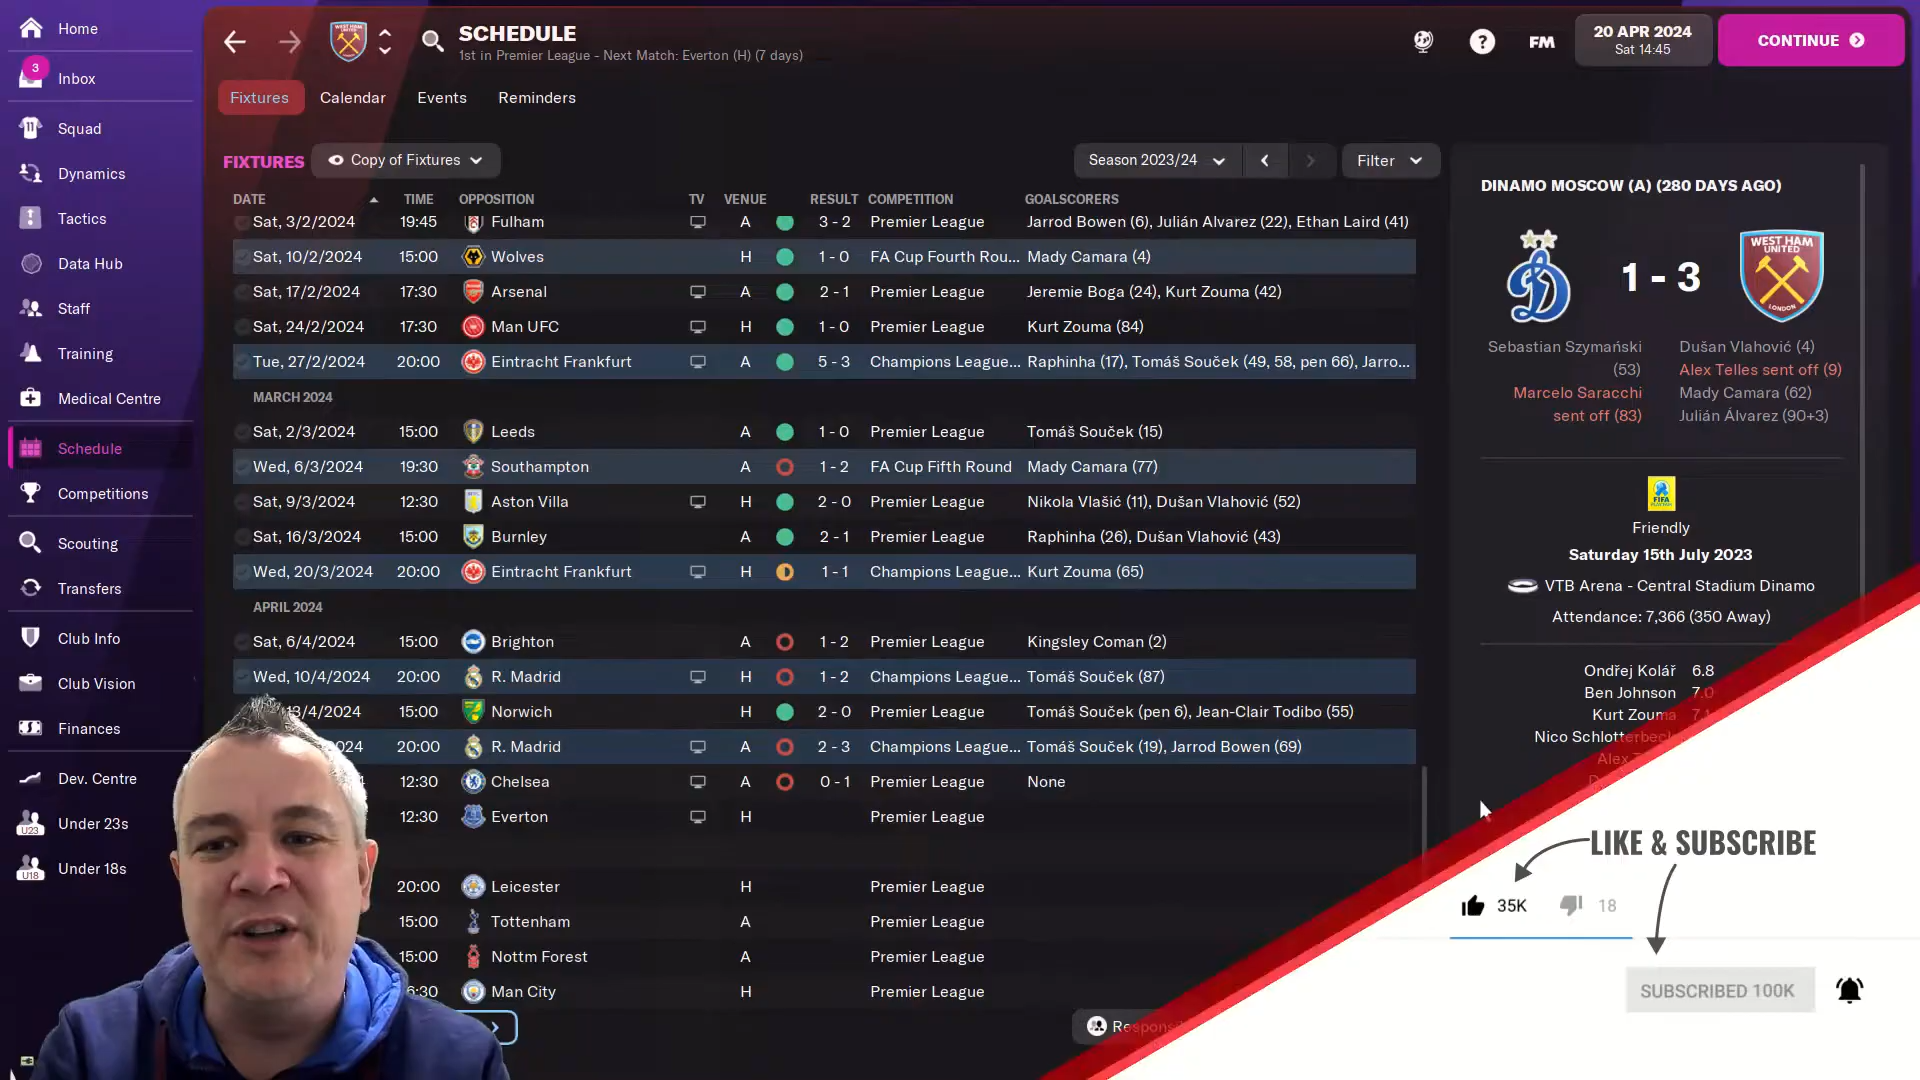 Home
3
Inbox
Squad
Dynamics
Tactics
Data Hub
Staff
Training
Medical Centre
Schedule
Competitions
Scouting
Transfers
Club Info
Club Vision
Finances
Dev. Centre
U23 Under 23s
U18 Under 18s
SCHEDULE
1st in Premier League - Next Match: Everton (H) (7 days)
FM
20 APR 2024
Sat 14:45
CONTINUE
Fixtures Calendar Events Reminders
FIXTURES Copy of Fixtures Season 2023/24 Filter
DATE TIME OPPOSITION TV VENUE RESULT COMPETITION GOALSCORERS
Sat, 3/2/2024 19:45 Fulham A 3 - 2 Premier League Jarrod Bowen (6), Julián Alvarez (22), Ethan Laird (41)
Sat, 10/2/2024 15:00 Wolves H 1 - 0 FA Cup Fourth Rou... Mady Camara (4)
Sat, 17/2/2024 17:30 Arsenal A 2 - 1 Premier League Jeremie Boga (24), Kurt Zouma (42)
Sat, 24/2/2024 17:30 Man UFC H 1 - 0 Premier League Kurt Zouma (84)
Tue, 27/2/2024 20:00 Eintracht Frankfurt A 5 - 3 Champions League... Raphinha (17), Tomáš Souček (49, 58, pen 66), Jarro...
MARCH 2024
Sat, 2/3/2024 15:00 Leeds A 1 - 0 Premier League Tomáš Souček (15)
Wed, 6/3/2024 19:30 Southampton A 1 - 2 FA Cup Fifth Round Mady Camara (77)
Sat, 9/3/2024 12:30 Aston Villa H 2 - 0 Premier League Nikola Vlašić (11), Dušan Vlahović (52)
Sat, 16/3/2024 15:00 Burnley A 2 - 1 Premier League Raphinha (26), Dušan Vlahović (43)
Wed, 20/3/2024 20:00 Eintracht Frankfurt H 1 - 1 Champions League... Kurt Zouma (65)
APRIL 2024
Sat, 6/4/2024 15:00 Brighton A 1 - 2 Premier League Kingsley Coman (2)
Wed, 10/4/2024 20:00 R. Madrid H 1 - 2 Champions League... Tomáš Souček (87)
13/4/2024 15:00 Norwich H 2 - 0 Premier League Tomáš Souček (pen 6), Jean-Clair Todibo (55)
2024 20:00 R. Madrid A 2 - 3 Champions League... Tomáš Souček (19), Jarrod Bowen (69)
12:30 Chelsea A 0 - 1 Premier League None
12:30 Everton H Premier League
20:00 Leicester H Premier League
15:00 Tottenham A Premier League
15:00 Nottm Forest A Premier League
6:30 Man City H Premier League
DINAMO MOSCOW (A) (280 DAYS AGO)
1 - 3
WEST HAM
UNITED
LONDON
Sebastian Szymański
(53)
Marcelo Saracchi
sent off (83)
Dušan Vlahović (4)
Alex Telles sent off (9)
Mady Camara (62)
Julián Álvarez (90+3)
FIFA
Friendly
Saturday 15th July 2023
VTB Arena - Central Stadium Dinamo
Attendance: 7,366 (350 Away)
Ondřej Kolář 6.8
Ben Johnson 7.0
Kurt Zouma
Nico Schlotterbeck
Alex
LIKE & SUBSCRIBE
35K 18
SUBSCRIBED 100K